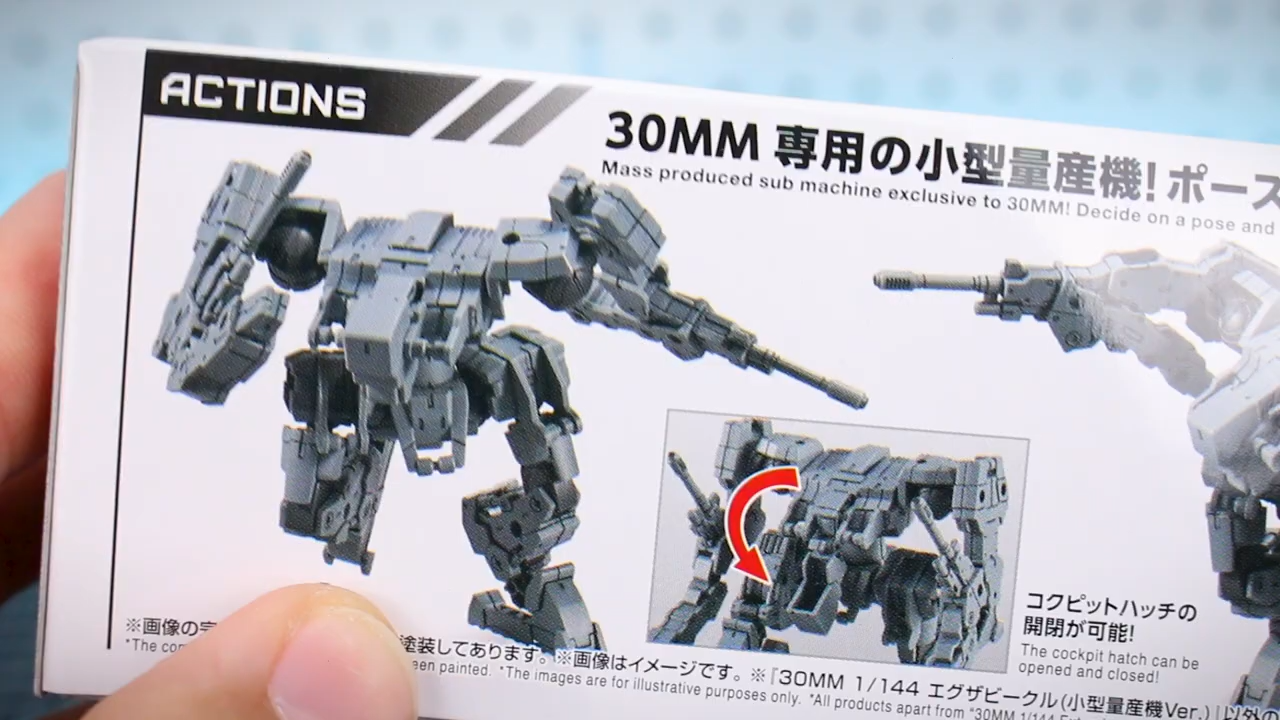 ACTIONS
30MM 専用の小型量産機! ポーズ
Mass produced sub machine exclusive to 30MM! Decide on a pose and
コクピットハッチの
開閉が可能!
The cockpit hatch can be
opened and closed!
※画像の完 塗装してあります。※画像はイメージです。※『30MM 1/144 エグザビークル(小型量産機Ver.)』以外の
*The com een painted. *The images are for illustrative purposes only. *All products apart from "30MM 1/144